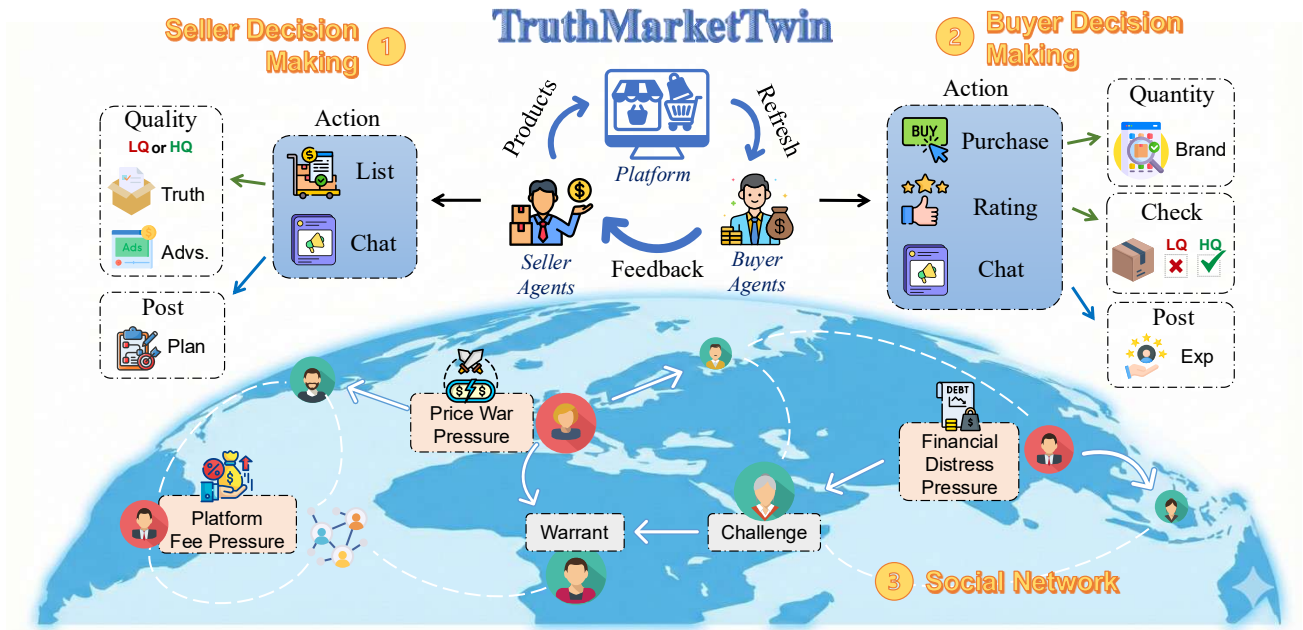 TruthMarketTwin
Seller Decision
Making
1
2
Buyer Decision
Making
Quality
LQ or HQ
Truth
Ads
Advs.
Post
Plan
Action
List
Chat
Products
Refresh
Platform
Seller
Agents
Feedback
Buyer
Agents
Action
BUY
Purchase
Rating
Chat
Quantity
Brand
Check
LQ
HQ
Post
Exp
Price War
Pressure
DEBT
Financial
Distress
Pressure
Platform
Fee Pressure
Warrant
Challenge
3
Social Network